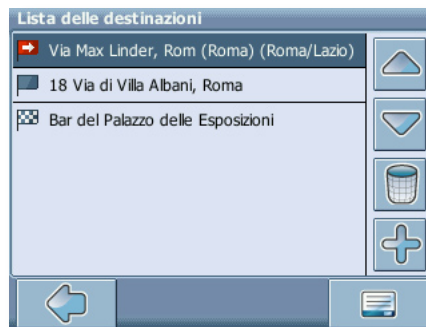 Lista delle destinazioni
Via Max Linder, Rom (Roma) (Roma/Lazio)
18 Via di Villa Albani, Roma
Bar del Palazzo delle Esposizioni